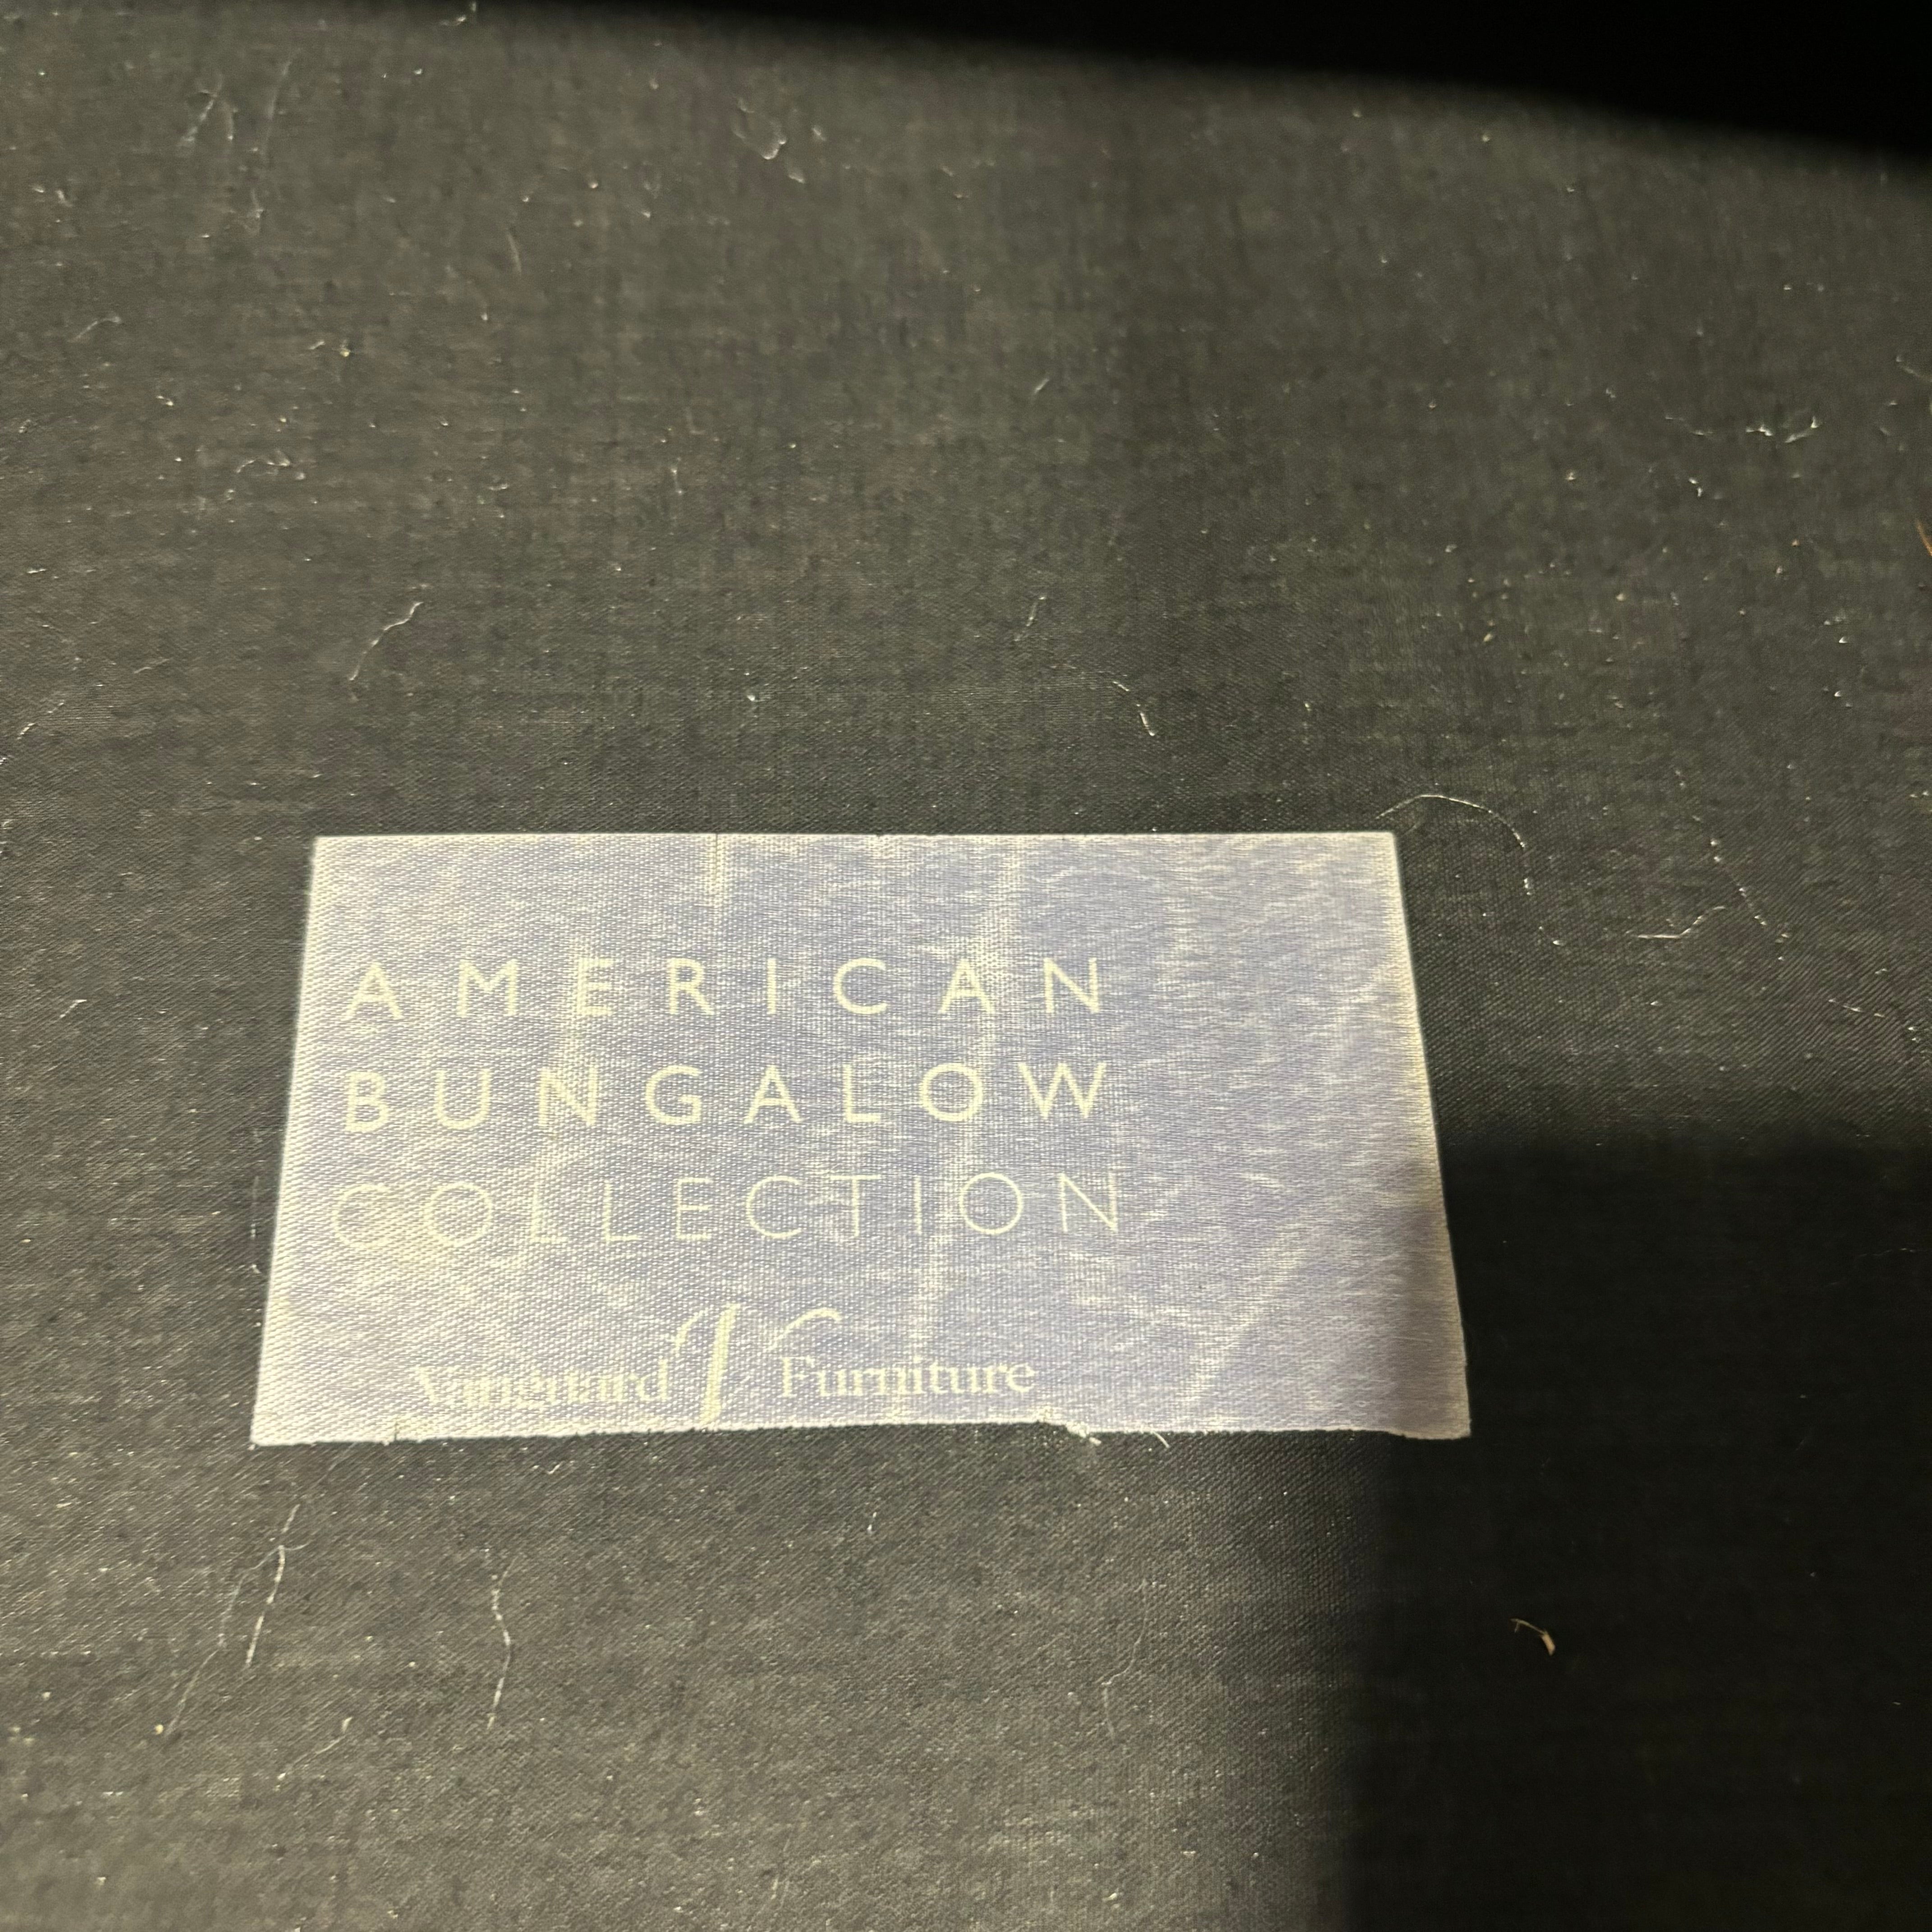 AMERICAN
BUNGALOW
COLLECTION
Vanguard Furniture